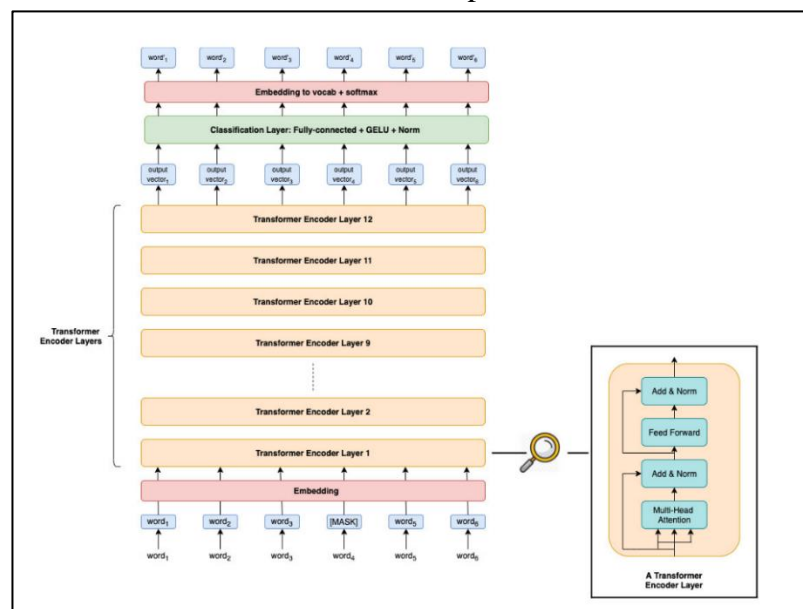 word'1 word'2 word'3 word'4 word'5 word'6
Embedding to vocab + softmax
Classification Layer: Fully-connected + GELU + Norm
output vector1 output vector2 output vector3 output vector4 output vector5 output vector6
Transformer Encoder Layer 12
Transformer Encoder Layer 11
Transformer Encoder Layer 10
Transformer Encoder Layer 9
Transformer
Encoder Layers
Transformer Encoder Layer 2
Transformer Encoder Layer 1
Embedding
word1 word2 word3 [MASK] word5 word6
word1 word2 word3 word4 word5 word6
Add & Norm
Feed Forward
Add & Norm
Multi-Head
Attention
A Transformer
Encoder Layer